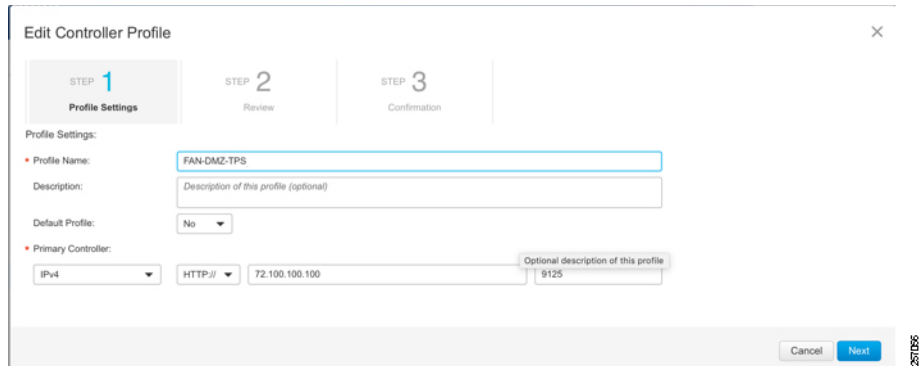 Edit Controller Profile
STEP 1
Profile Settings
STEP 2
Review
STEP 3
Confirmation
Profile Settings:
* Profile Name: FAN-DMZ-TPS
Description: Description of this profile (optional)
Default Profile: No
* Primary Controller:
Optional description of this profile
IPv4 HTTP:// 72.100.100.100 9125
Cancel Next